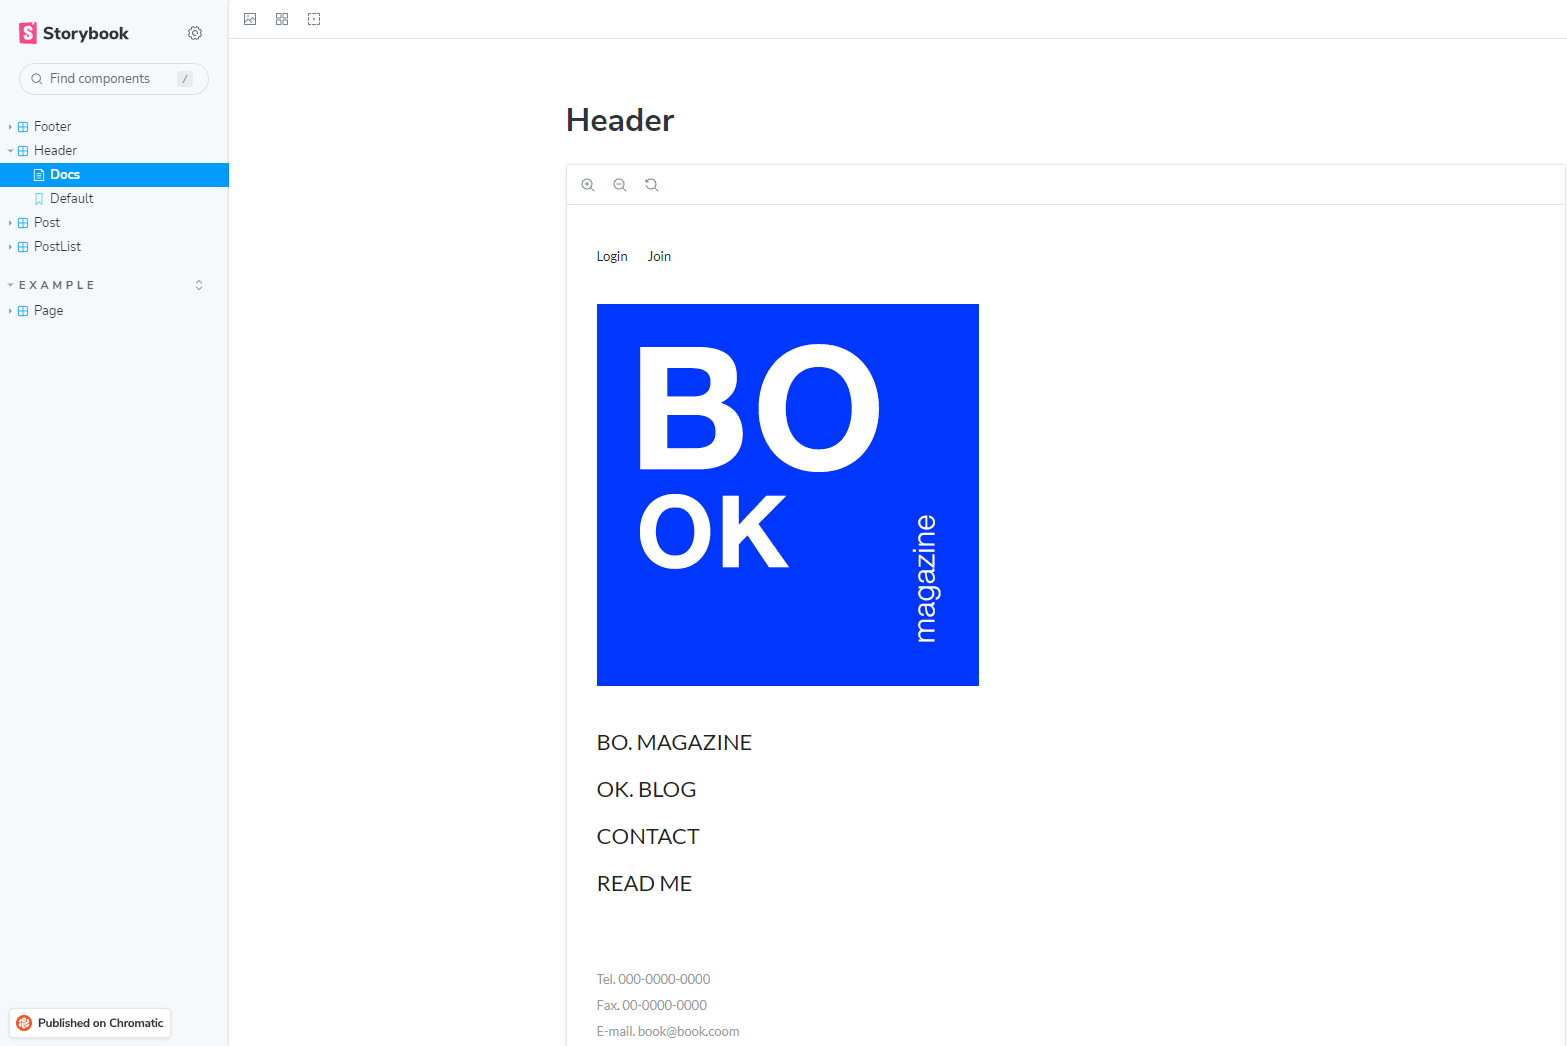 Storybook
Find components
/
Footer
Header
Docs
Default
Post
PostList
EXAMPLE
Page
Published on Chromatic
Header
Login Join
BO
OK
magazine
BO. MAGAZINE
OK. BLOG
CONTACT
READ ME
Tel. 000-0000-0000
Fax. 00-0000-0000
E-mail. book@book.coom